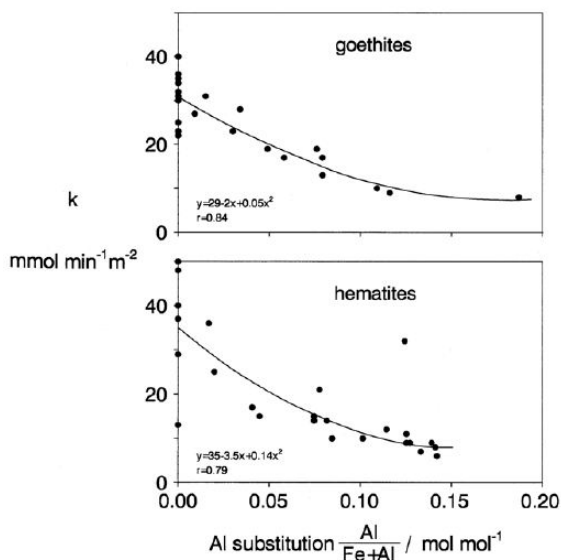 goethites
40
20
0
k
y=29-2x+0.05x²
r=0.84
mmol min⁻¹m⁻²
hematites
40
20
0
y=35-3.5x+0.14x²
r=0.79
0.00 0.05 0.10 0.15 0.20
Al substitution Al / mol mol⁻¹
Fe+Al